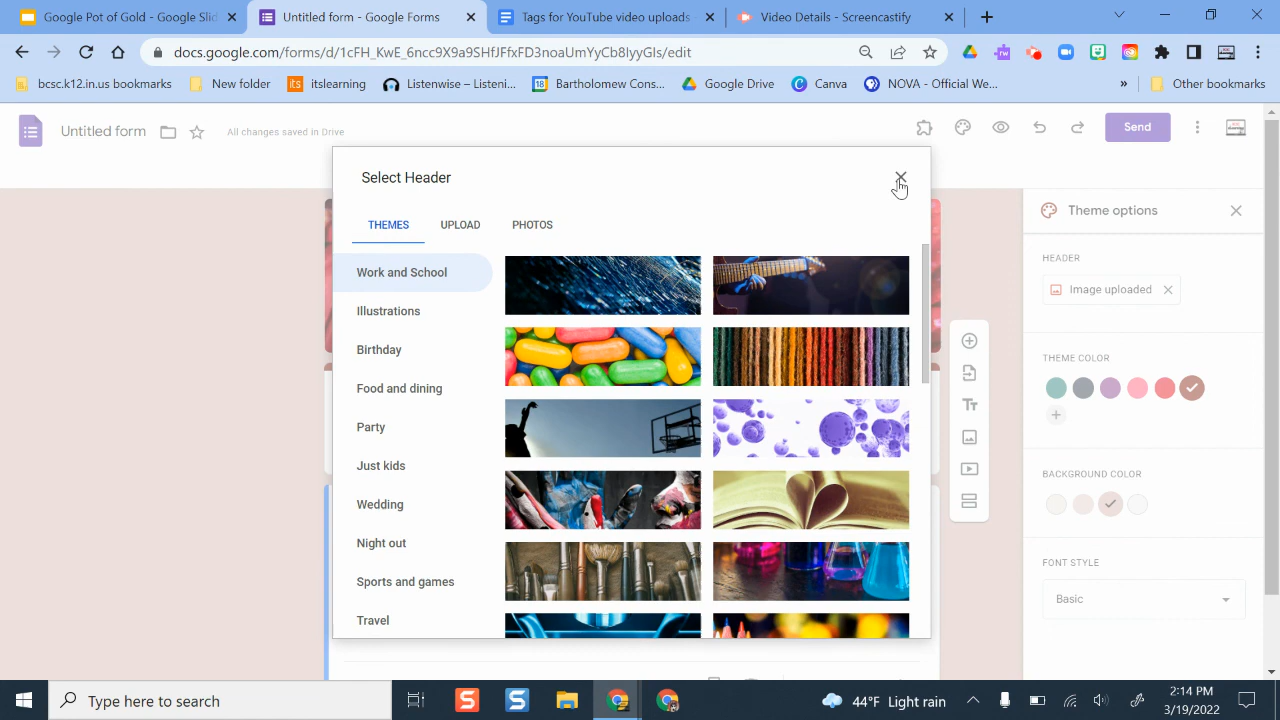 Google Pot of Gold - Google Slid
Untitled form - Google Forms
Tags for YouTube video uploads
Video Details - Screencastify
docs.google.com/forms/d/1cFH_KwE_6ncc9X9a9SHfJFfxFD3noaUmYyCb8IyyGIs/edit
bcsc.k12.in.us bookmarks
New folder
its itslearning
Listenwise - Listeni...
18 Bartholomew Cons...
Google Drive
Canva
NOVA - Official We...
»
Other bookmarks
Untitled form
All changes saved in Drive
Send
Select Header
THEMES
UPLOAD
PHOTOS
Work and School
Illustrations
Birthday
Food and dining
Party
Just kids
Wedding
Night out
Sports and games
Travel
Theme options
HEADER
Image uploaded
THEME COLOR
BACKGROUND COLOR
FONT STYLE
Basic
Type here to search
44°F Light rain
2:14 PM
3/19/2022